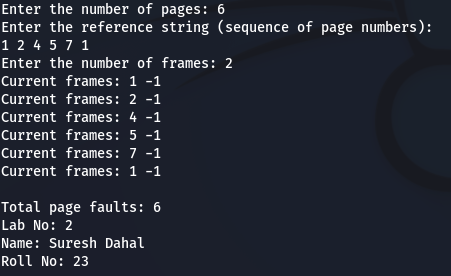 Enter the number of pages: 6
Enter the reference string (sequence of page numbers):
1 2 4 5 7 1
Enter the number of frames: 2
Current frames: 1 -1
Current frames: 2 -1
Current frames: 4 -1
Current frames: 5 -1
Current frames: 7 -1
Current frames: 1 -1
Total page faults: 6
Lab No: 2
Name: Suresh Dahal
Roll No: 23